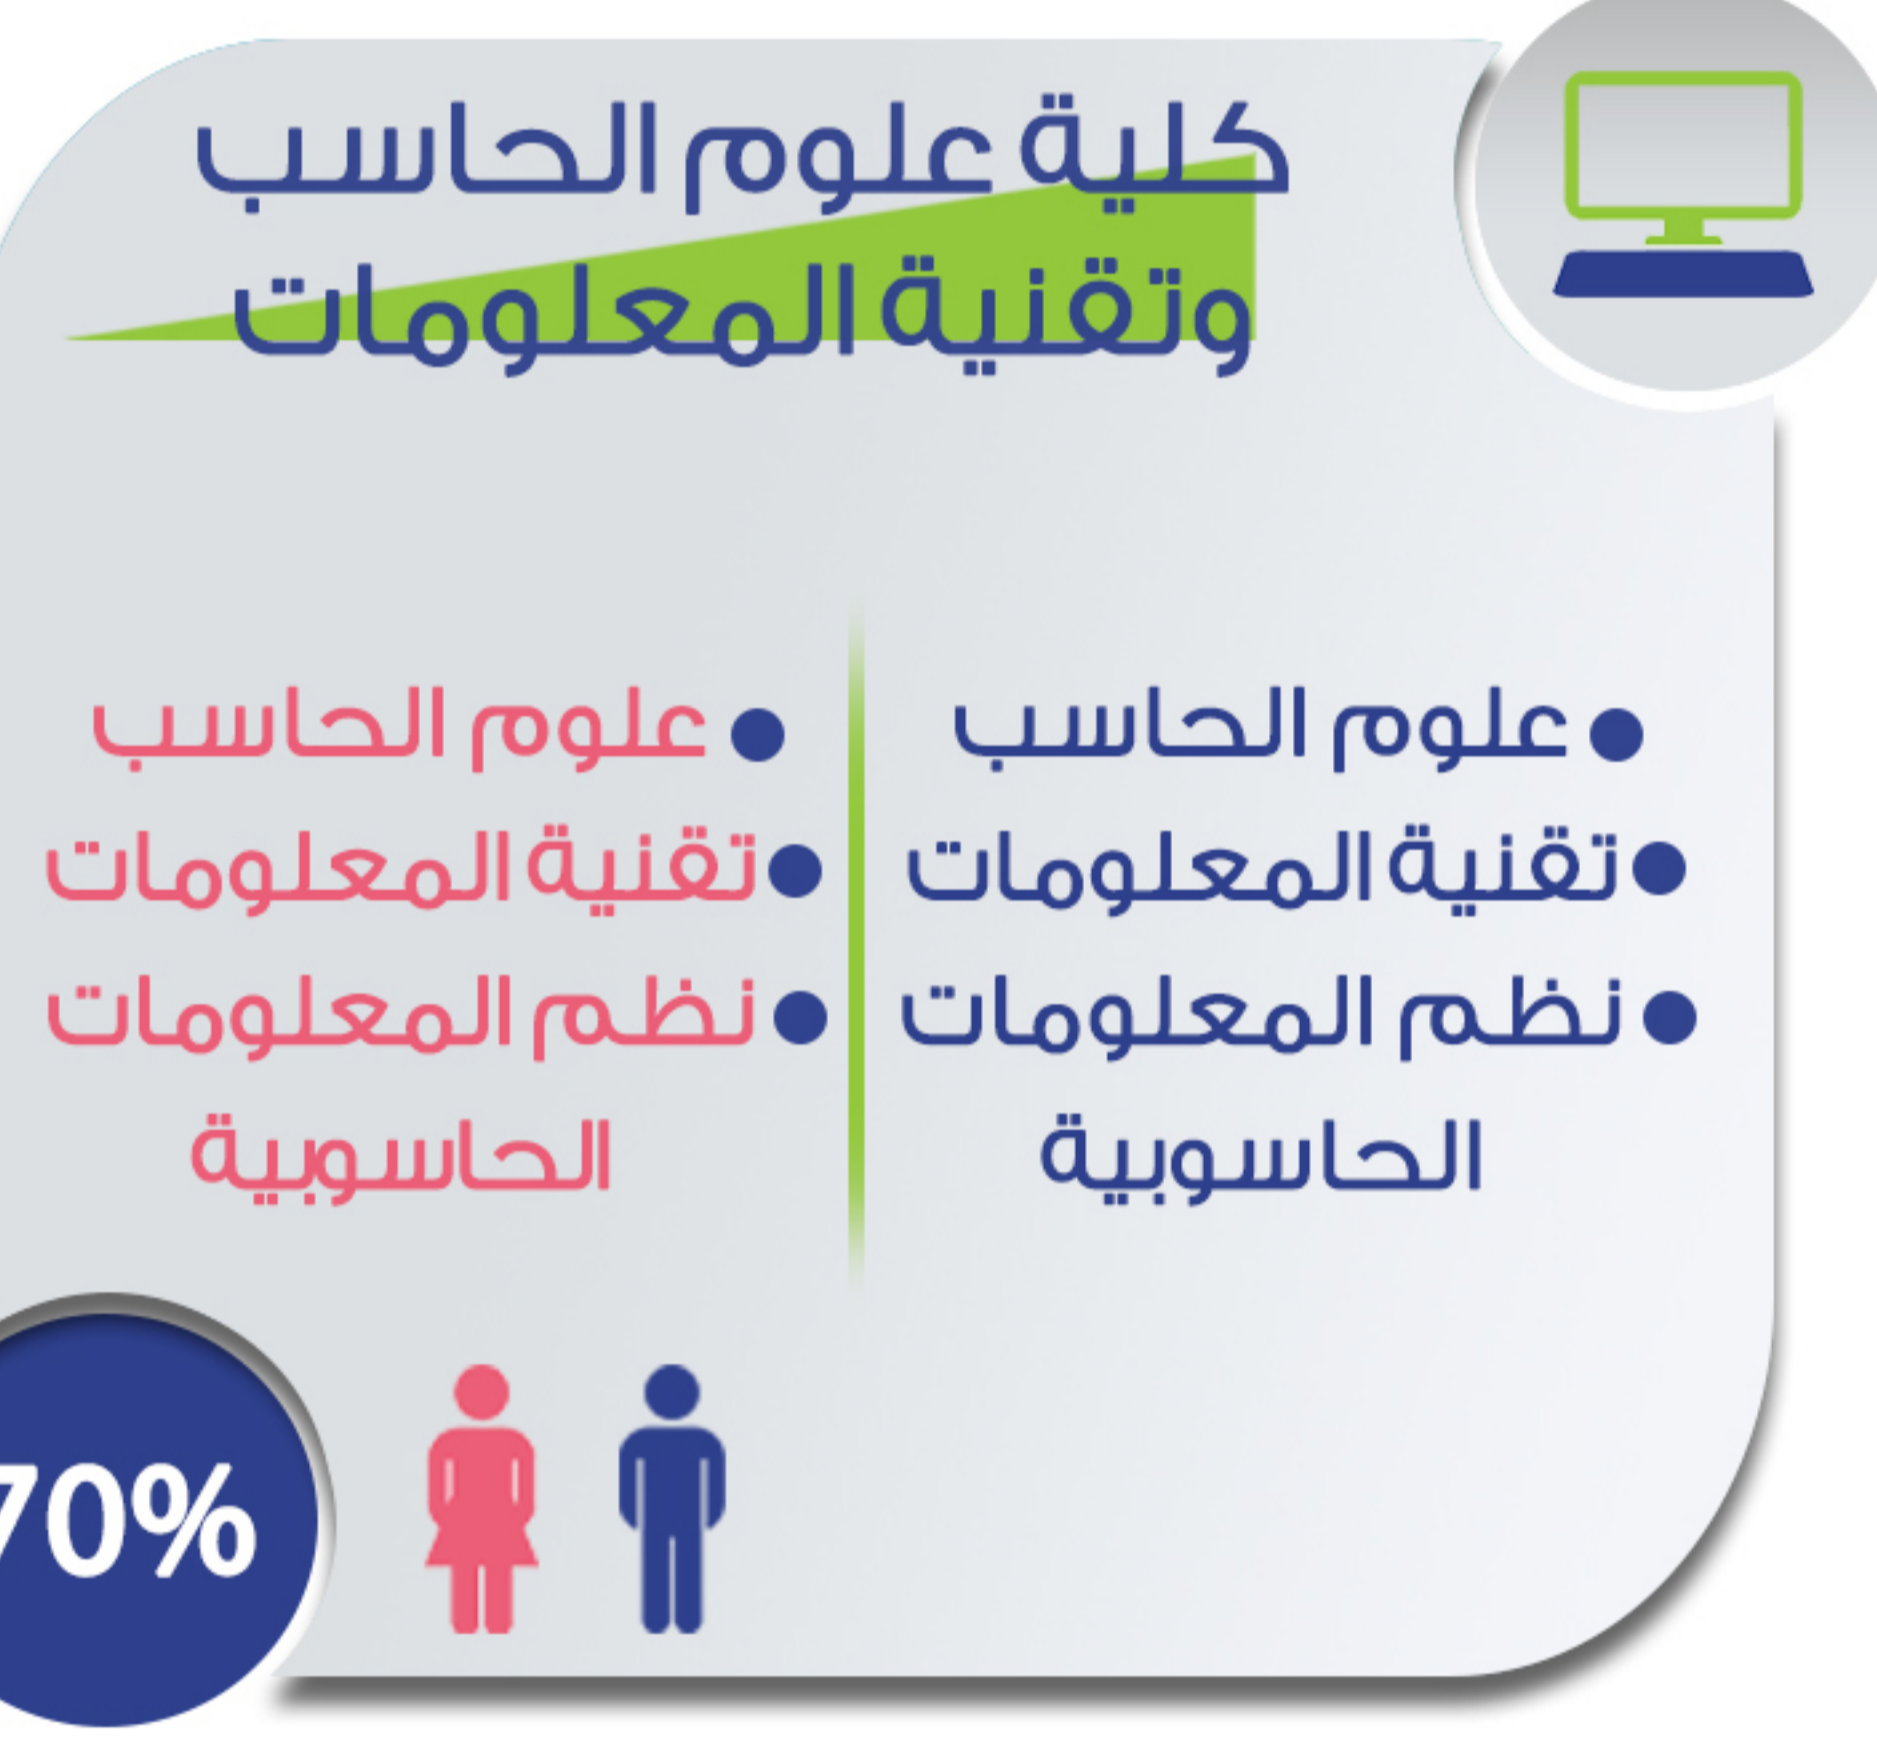 كلية علوم الحاسب
وتقنية المعلومات
● علوم الحاسب
● تقنية المعلومات
● نظم المعلومات
الحاسوبية
● علوم الحاسب
● تقنية المعلومات
● نظم المعلومات
الحاسوبية
70%